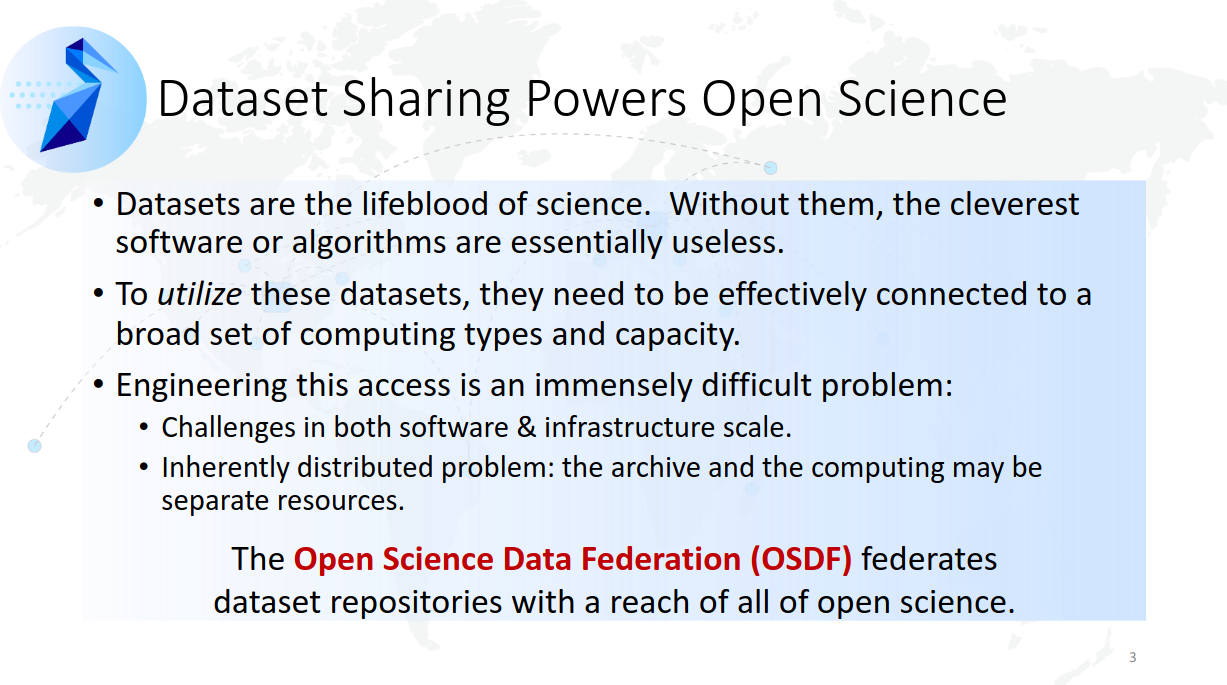 Dataset Sharing Powers Open Science
• Datasets are the lifeblood of science.  Without them, the cleverest
software or algorithms are essentially useless.
• To utilize these datasets, they need to be effectively connected to a
broad set of computing types and capacity.
• Engineering this access is an immensely difficult problem:
• Challenges in both software & infrastructure scale.
• Inherently distributed problem: the archive and the computing may be
separate resources.
The Open Science Data Federation (OSDF) federates
dataset repositories with a reach of all of open science.
3